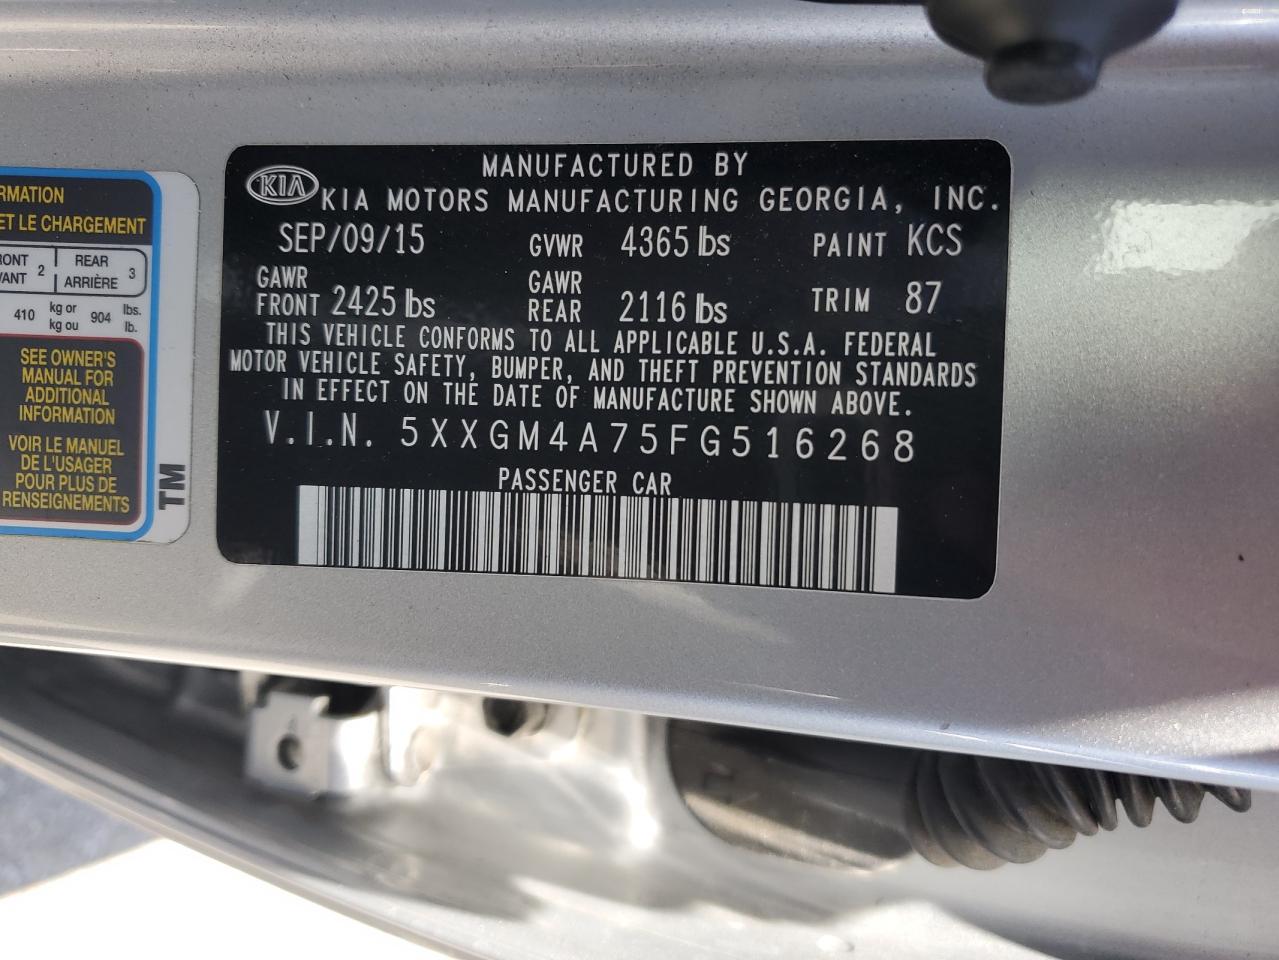 RMATION
ET LE CHARGEMENT
RONT
VANT 2
REAR
ARRIÈRE 3
410 kg or
kg ou 904 lbs.
lb.
SEE OWNER'S
MANUAL FOR
ADDITIONAL
INFORMATION
VOIR LE MANUEL
DE L'USAGER
POUR PLUS DE
RENSEIGNEMENTS
TM
MANUFACTURED BY
KIA
KIA MOTORS MANUFACTURING GEORGIA, INC.
SEP/09/15 GVWR 4365 lbs PAINT KCS
GAWR
FRONT 2425 lbs
GAWR
REAR 2116 lbs
TRIM 87
THIS VEHICLE CONFORMS TO ALL APPLICABLE U.S.A. FEDERAL
MOTOR VEHICLE SAFETY, BUMPER, AND THEFT PREVENTION STANDARDS
IN EFFECT ON THE DATE OF MANUFACTURE SHOWN ABOVE.
V.I.N. 5XXGM4A75FG516268
PASSENGER CAR